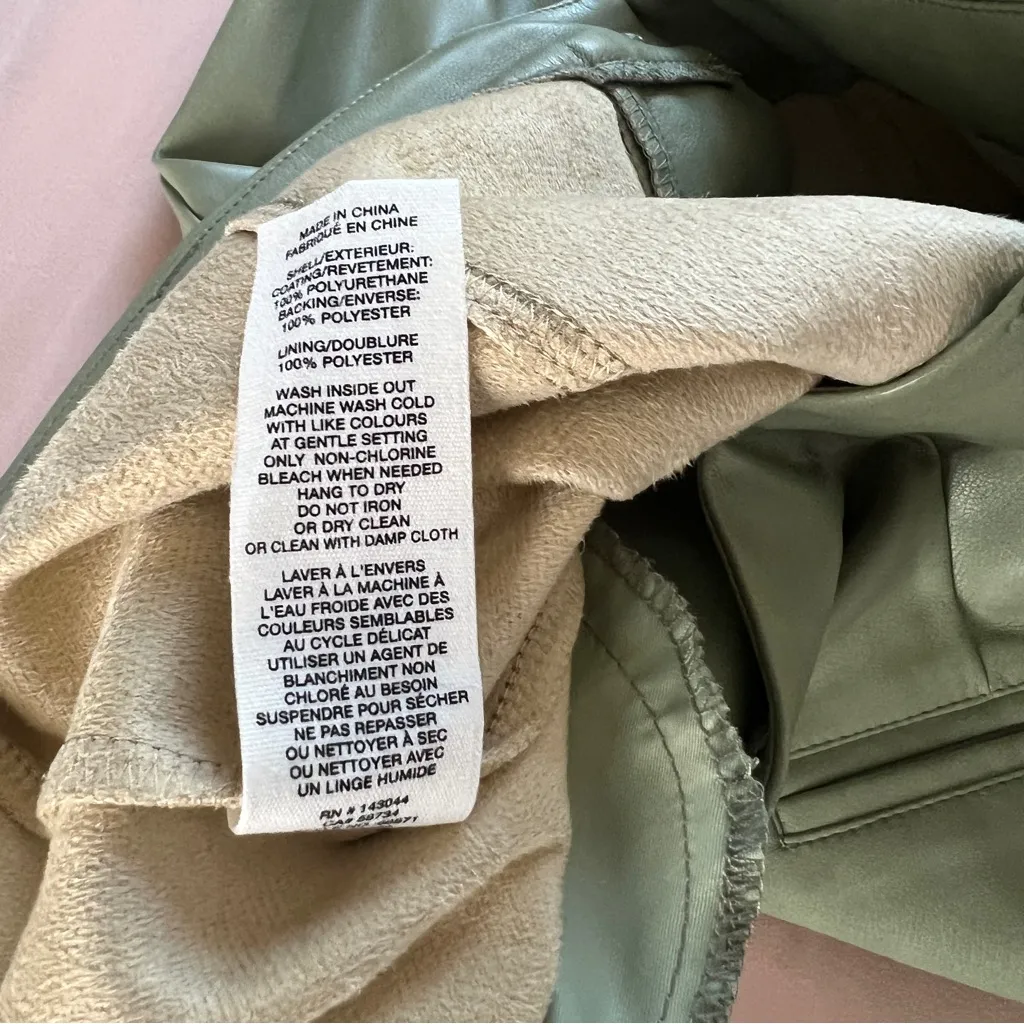 MADE IN CHINA
FABRIQUÉ EN CHINE
SHELL/EXTERIEUR:
COATING/REVETEMENT:
100% POLYURETHANE
BACKING/ENVERSE:
100% POLYESTER
LINING/DOUBLURE
100% POLYESTER
WASH INSIDE OUT
MACHINE WASH COLD
WITH LIKE COLOURS
AT GENTLE SETTING
ONLY NON-CHLORINE
BLEACH WHEN NEEDED
HANG TO DRY
DO NOT IRON
OR DRY CLEAN
OR CLEAN WITH DAMP CLOTH
LAVER À L'ENVERS
LAVER À LA MACHINE À
L'EAU FROIDE AVEC DES
COULEURS SEMBLABLES
AU CYCLE DÉLICAT
UTILISER UN AGENT DE
BLANCHIMENT NON
CHLORÉ AU BESOIN
SUSPENDRE POUR SÉCHER
NE PAS REPASSER
OU NETTOYER À SEC
OU NETTOYER AVEC
UN LINGE HUMIDE
RN # 143044
CA# 58734